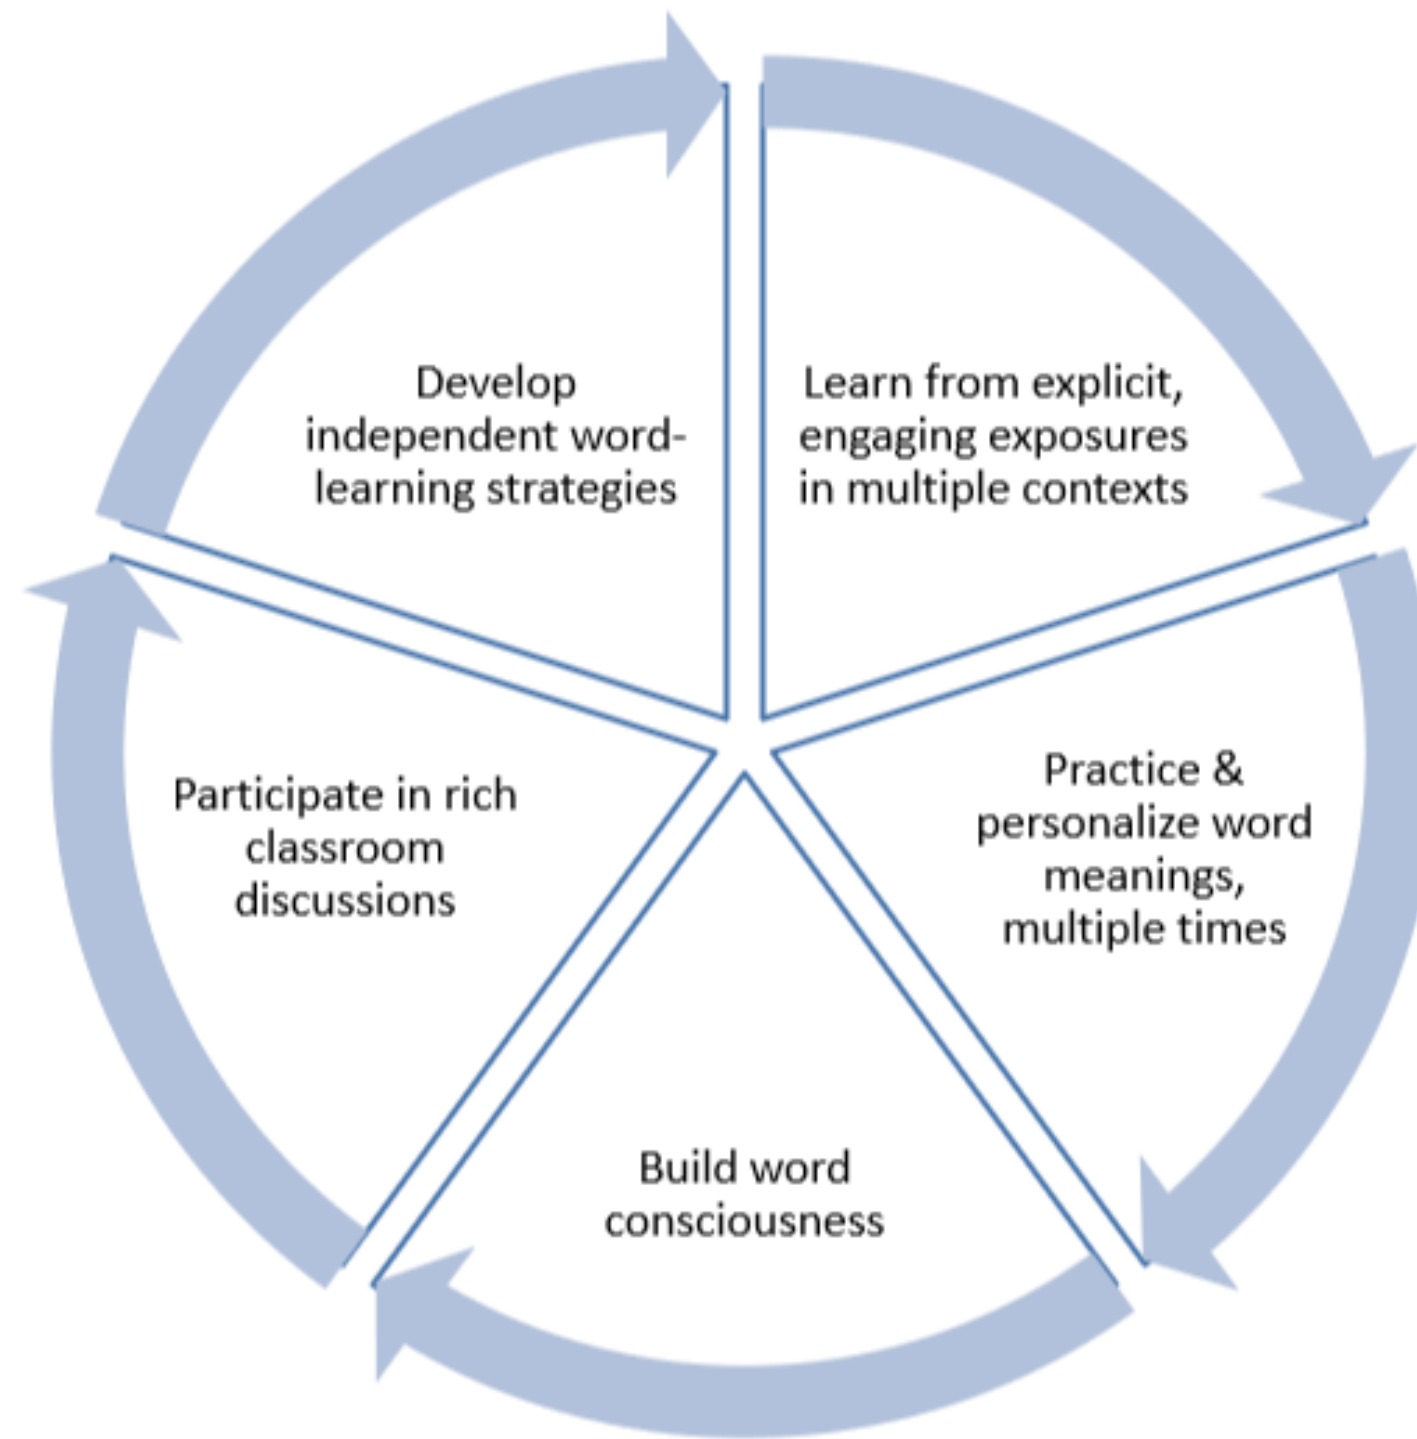 Develop
independent word-
learning strategies
Learn from explicit,
engaging exposures
in multiple contexts
Practice &
personalize word
meanings,
multiple times
Build word
consciousness
Participate in rich
classroom
discussions